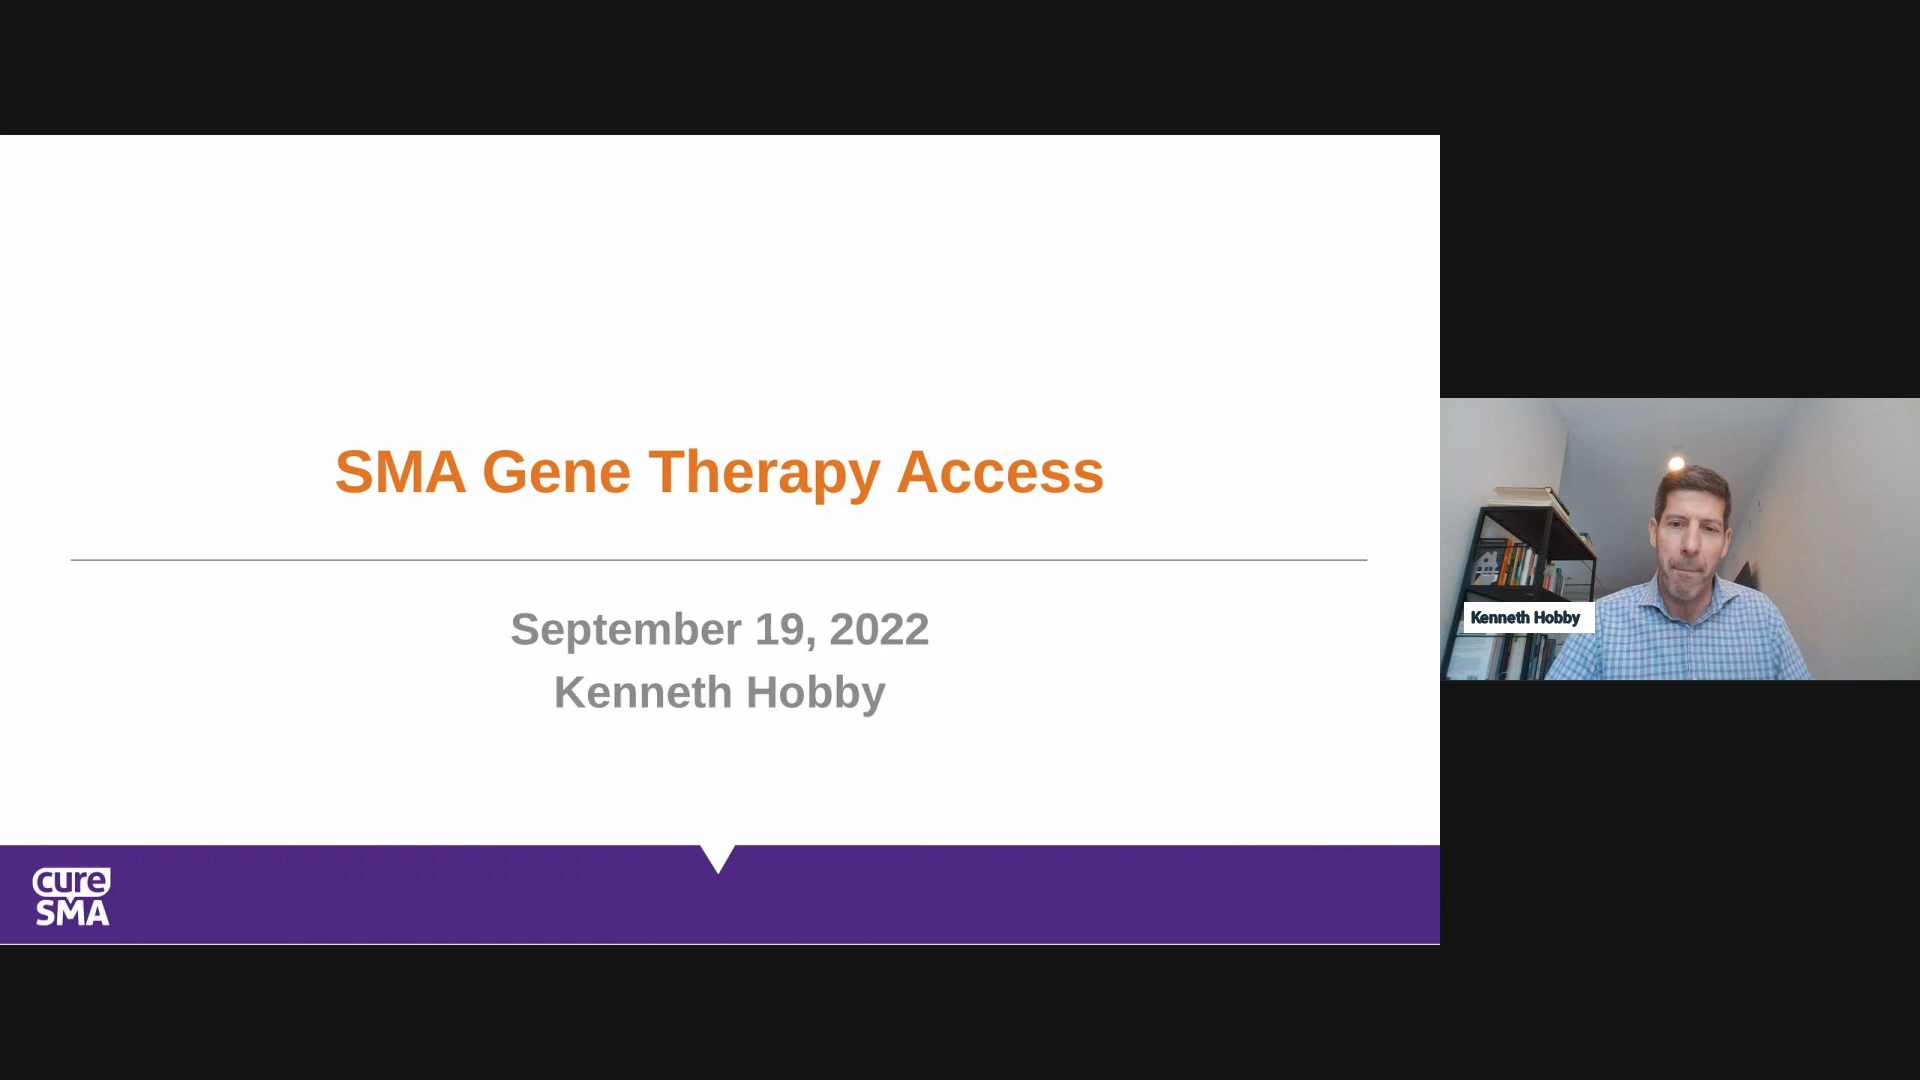 SMA Gene Therapy Access
September 19, 2022
Kenneth Hobby
cure
SMA
Kenneth Hobby